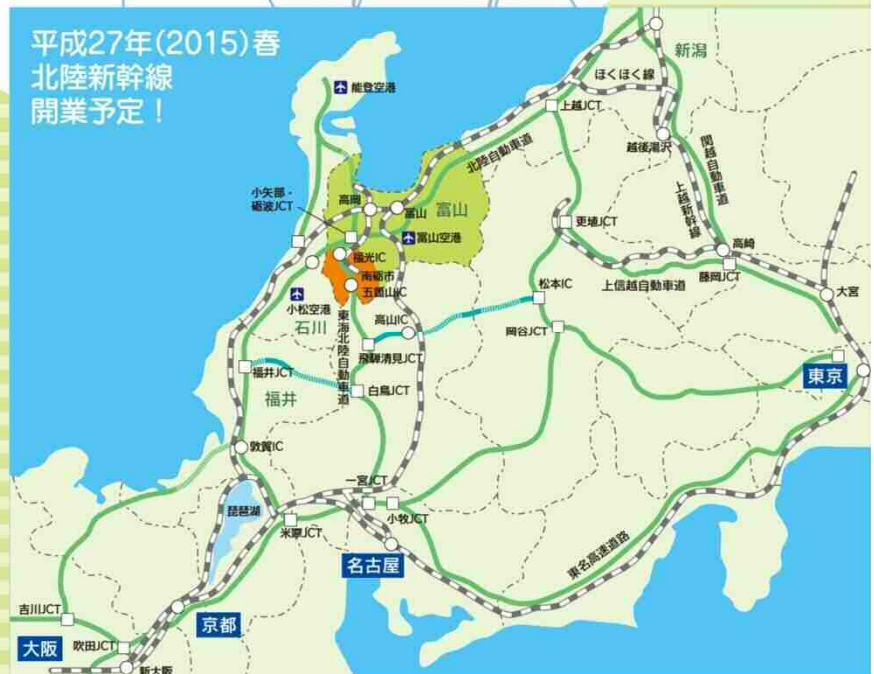 平成27年(2015)春
北陸新幹線
開業予定！
新潟
能登空港
ほくほく線
上越JCT
北陸自動車道
越後湯沢
関越自動車道
上越新幹線
小矢部・
砺波JCT
高岡
富山
富山
富山空港
更埴JCT
高崎
福光IC
南砺市
五箇山IC
上信越自動車道
藤岡JCT
大宮
小松空港
石川
東海北陸自動車道
高山IC
松本IC
岡谷JCT
飛騨清見JCT
福井JCT
白鳥JCT
東京
福井
敦賀IC
一宮JCT
琵琶湖
米原JCT
小牧JCT
名古屋
東名高速道路
吉川JCT
京都
大阪
吹田JCT
新大阪